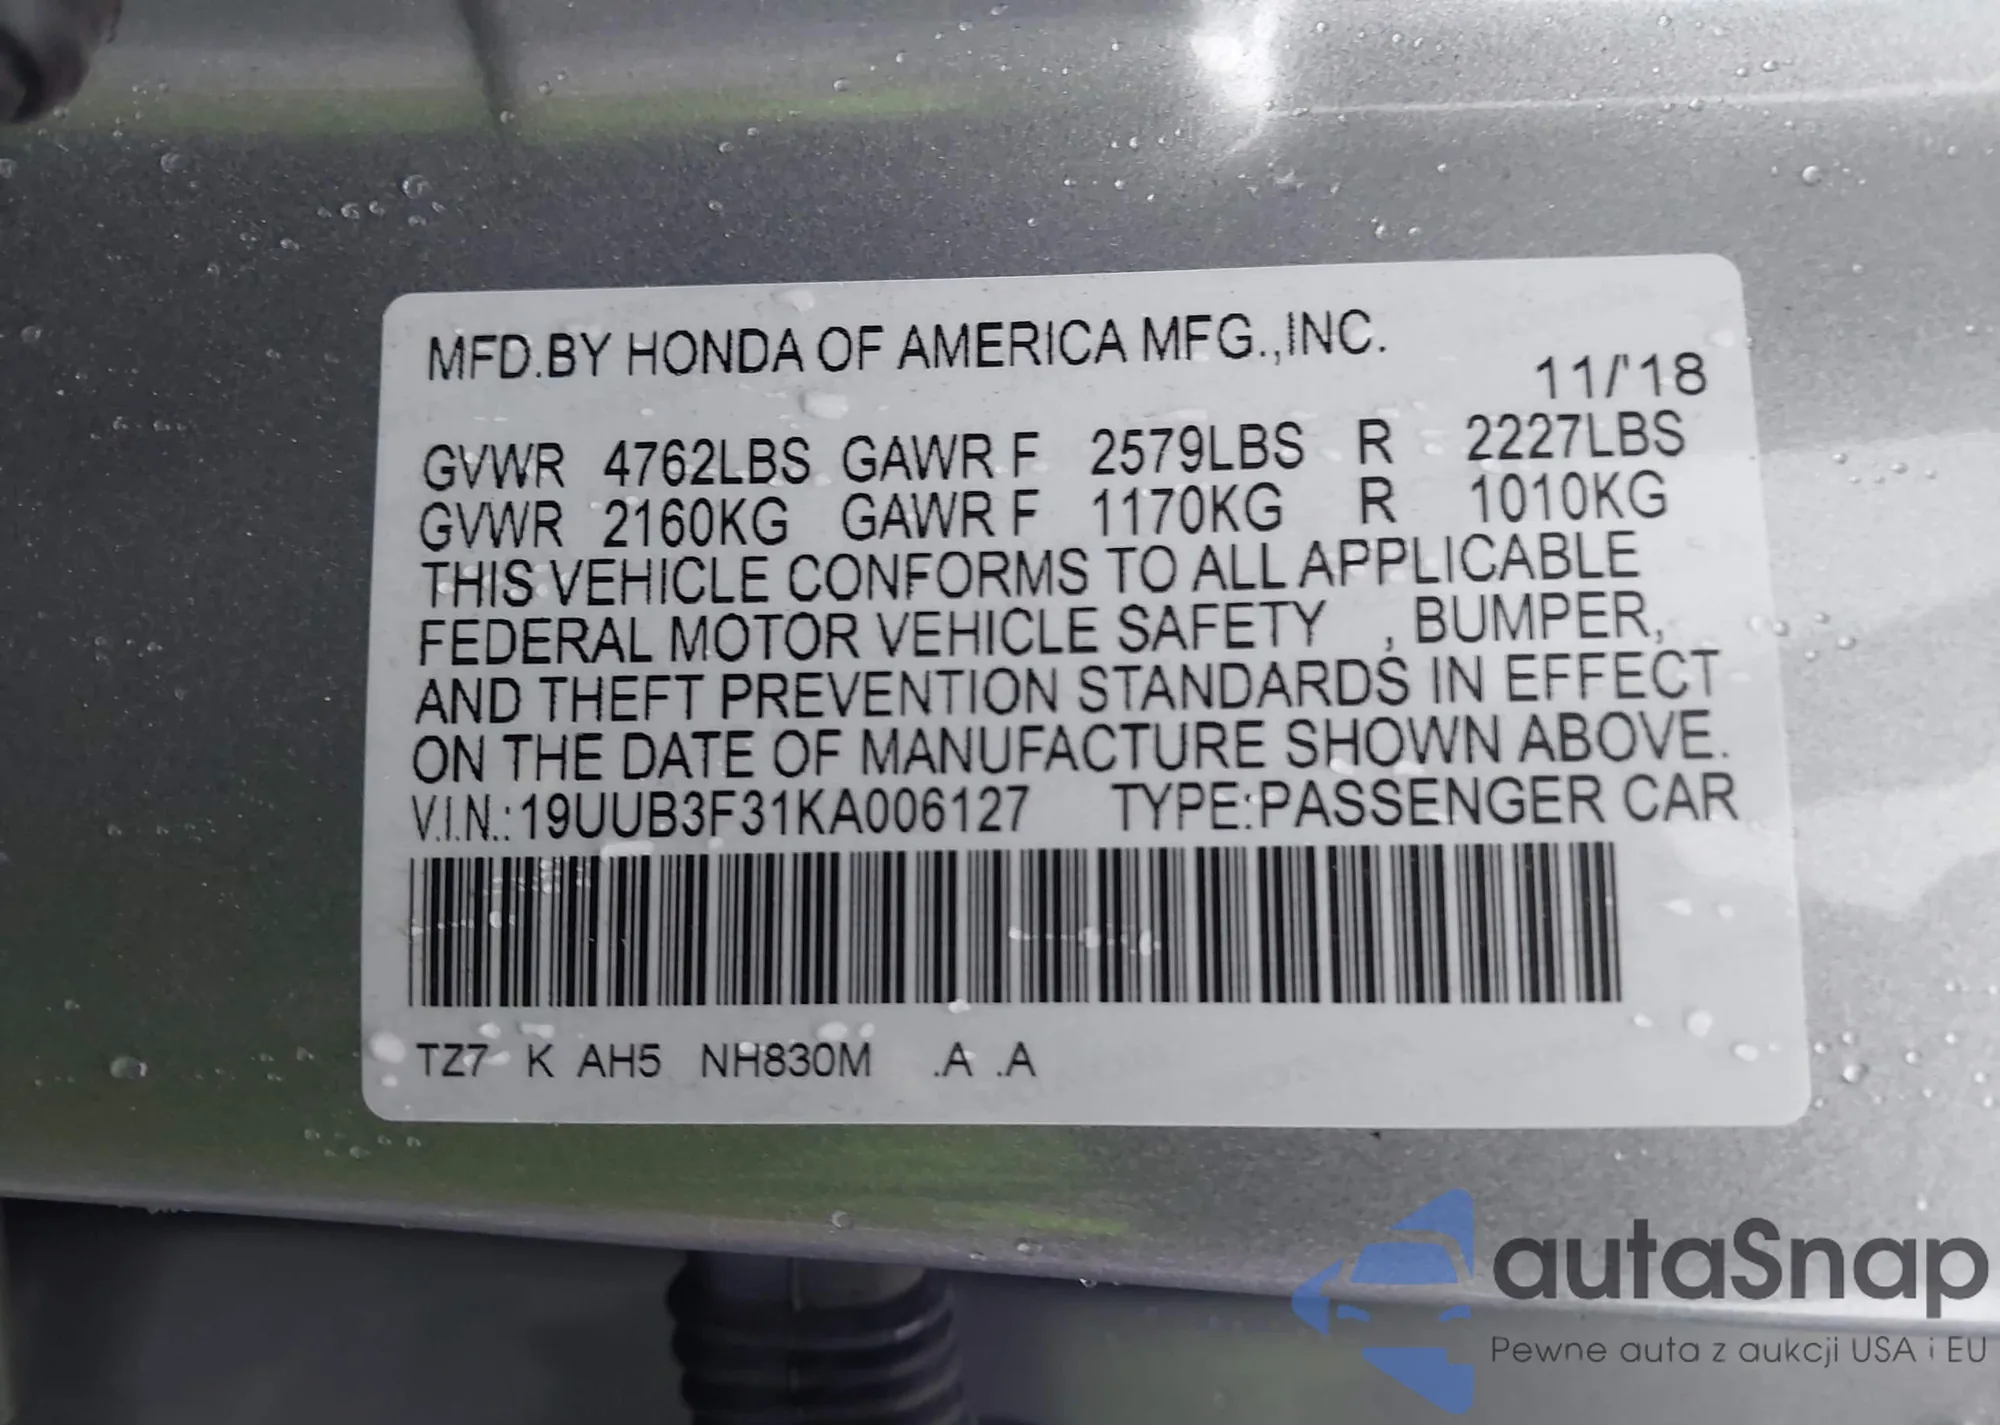 MFD.BY HONDA OF AMERICA MFG.,INC.
11/'18
GVWR 4762LBS GAWR F 2579LBS R 2227LBS
GVWR 2160KG GAWR F 1170KG R 1010KG
THIS VEHICLE CONFORMS TO ALL APPLICABLE
FEDERAL MOTOR VEHICLE SAFETY , BUMPER,
AND THEFT PREVENTION STANDARDS IN EFFECT
ON THE DATE OF MANUFACTURE SHOWN ABOVE.
V.I.N.:19UUB3F31KA006127 TYPE:PASSENGER CAR
TZ7 K AH5 NH830M .A .A
autaSnap
Pewne auta z aukcji USA i EU